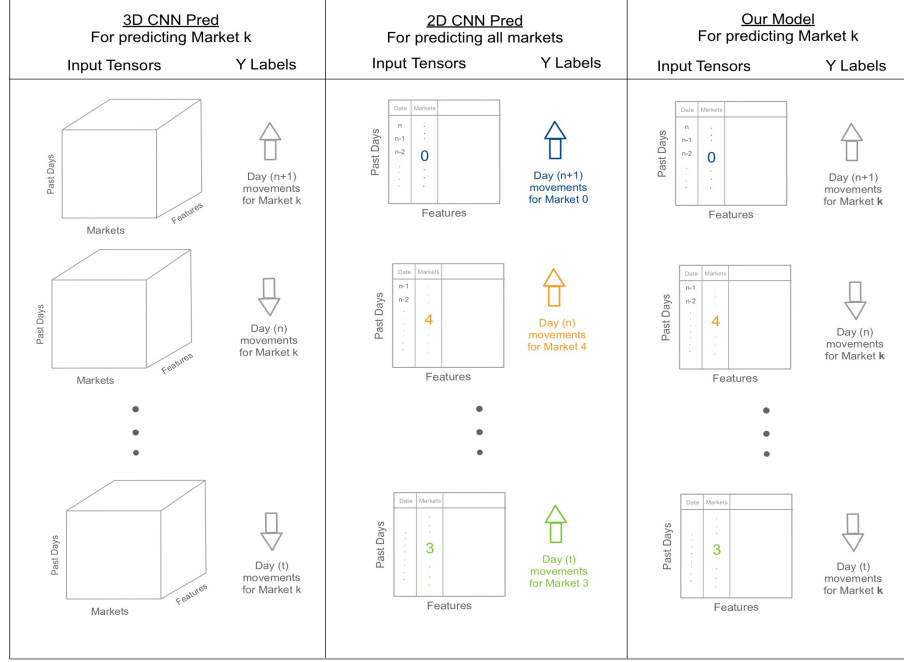 3D CNN Pred
For predicting Market k
Input Tensors
Y Labels
Past Days
Markets
Features
Day (n+1)
movements
for Market k
Past Days
Markets
Features
Day (n)
movements
for Market k
Past Days
Markets
Features
Day (t)
movements
for Market k
2D CNN Pred
For predicting all markets
Input Tensors
Y Labels
Past Days
Date
Markets
n
n-1
n-2
0
Features
Day (n+1)
movements
for Market 0
Past Days
Date
Markets
n-1
n-2
4
Features
Day (n)
movements
for Market 4
Past Days
Date
Markets
3
Features
Day (t)
movements
for Market 3
Our Model
For predicting Market k
Input Tensors
Y Labels
Past Days
Date
Markets
n
n-1
n-2
0
Features
Day (n+1)
movements
for Market k
Past Days
Date
Markets
n-1
n-2
4
Features
Day (n)
movements
for Market k
Past Days
Date
Markets
3
Features
Day (t)
movements
for Market k